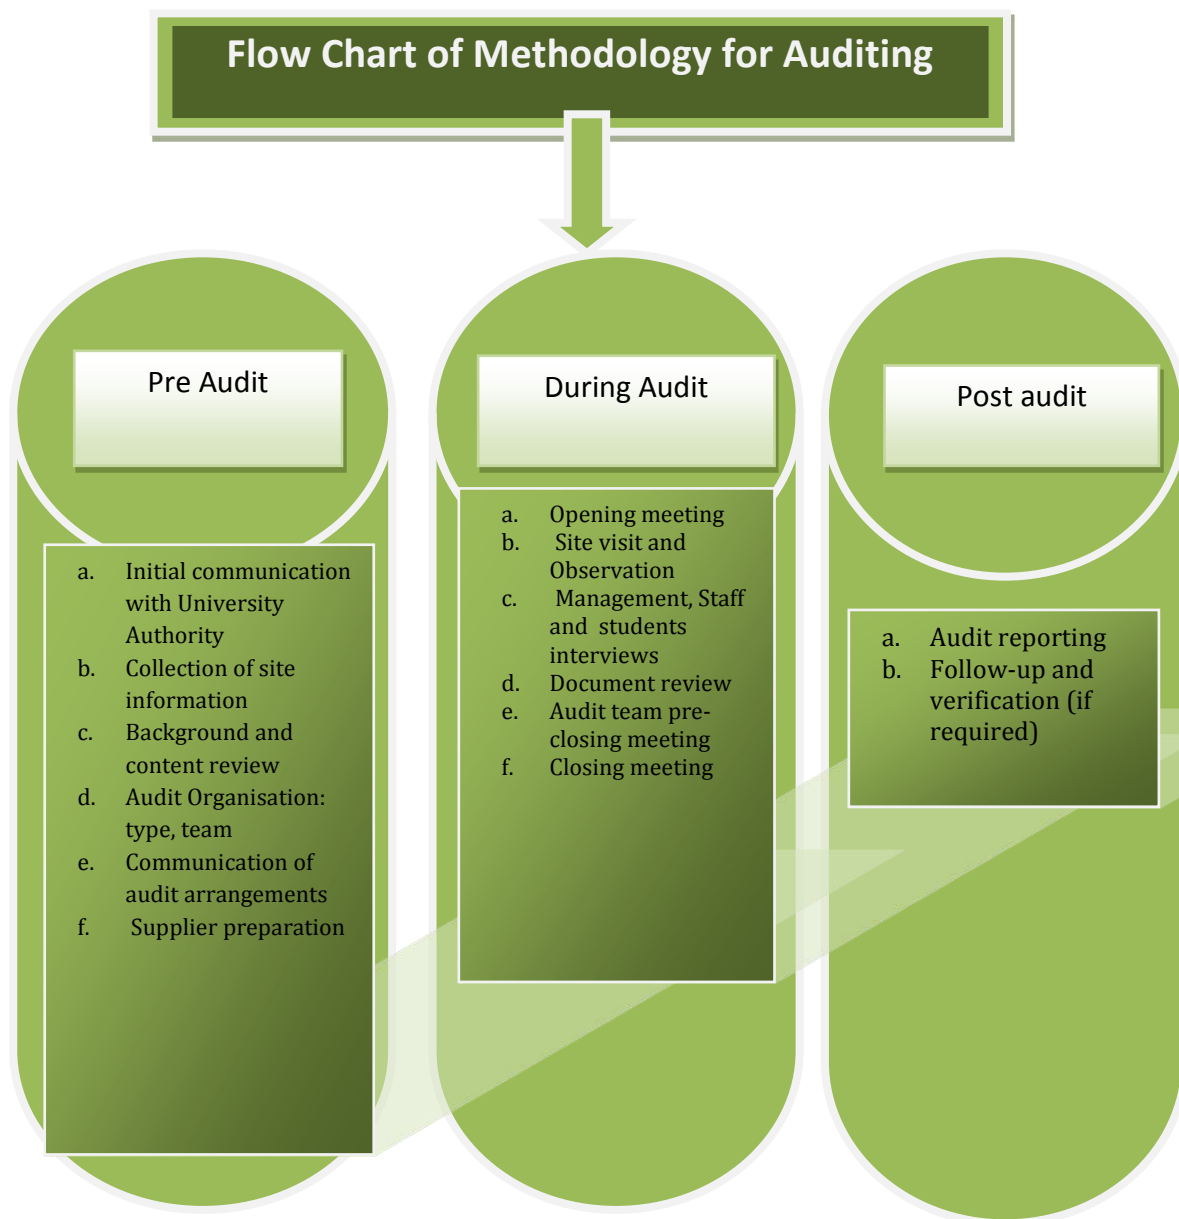 Flow Chart of Methodology for Auditing
Pre Audit
a. Initial communication
with University
Authority
b. Collection of site
information
c. Background and
content review
d. Audit Organisation:
type, team
e. Communication of
audit arrangements
f. Supplier preparation
During Audit
a. Opening meeting
b. Site visit and
Observation
c. Management, Staff
and students
interviews
d. Document review
e. Audit team pre-
closing meeting
f. Closing meeting
Post audit
a. Audit reporting
b. Follow-up and
verification (if
required)